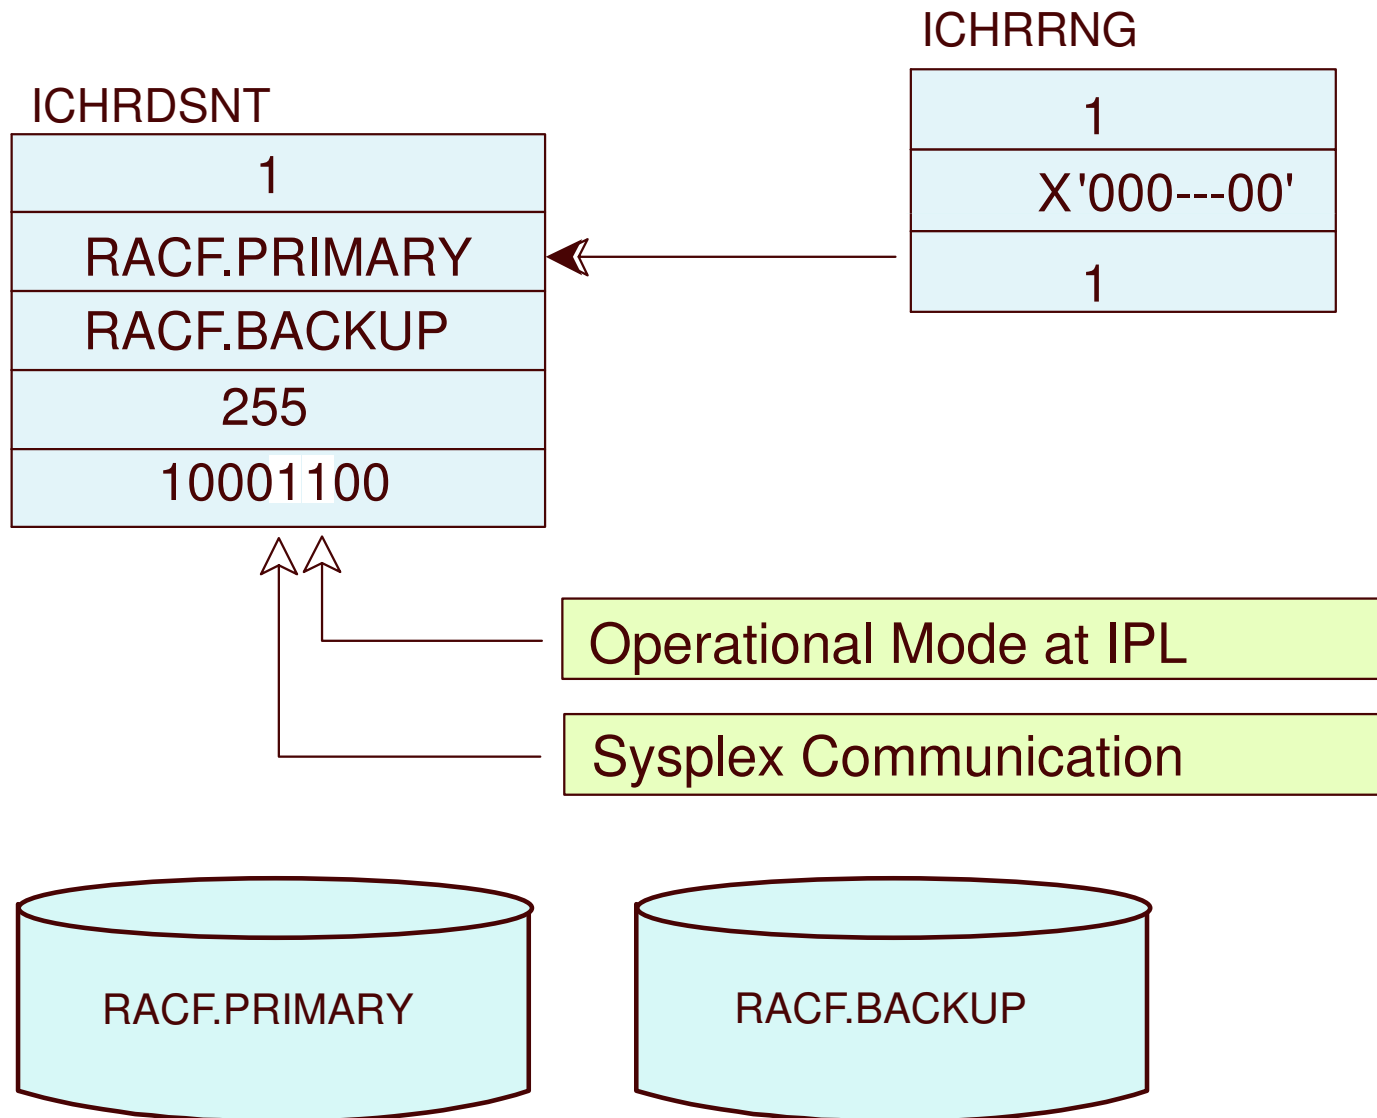 ICHRRNG
1
X'000---00'
1
ICHRDSNT
1
RACF.PRIMARY
RACF.BACKUP
255
10001100
Operational Mode at IPL
Sysplex Communication
RACF.PRIMARY
RACF.BACKUP